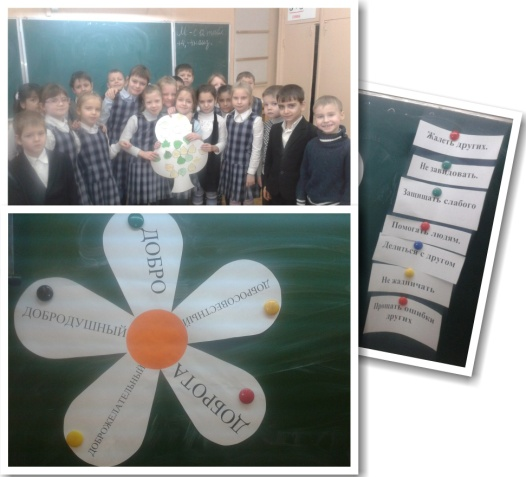 ДОБРО
ДОБРОСОВЕСТНЫЙ
ДОБРОТА
ДОБРОЖЕЛАТЕЛЬНЫЙ
ДОБРОДУШНЫЙ
Жалеть других.
Не завидовать.
Защищать слабого
Помогать людям.
Делиться с другом
Не жадничать
Прощать ошибки
других